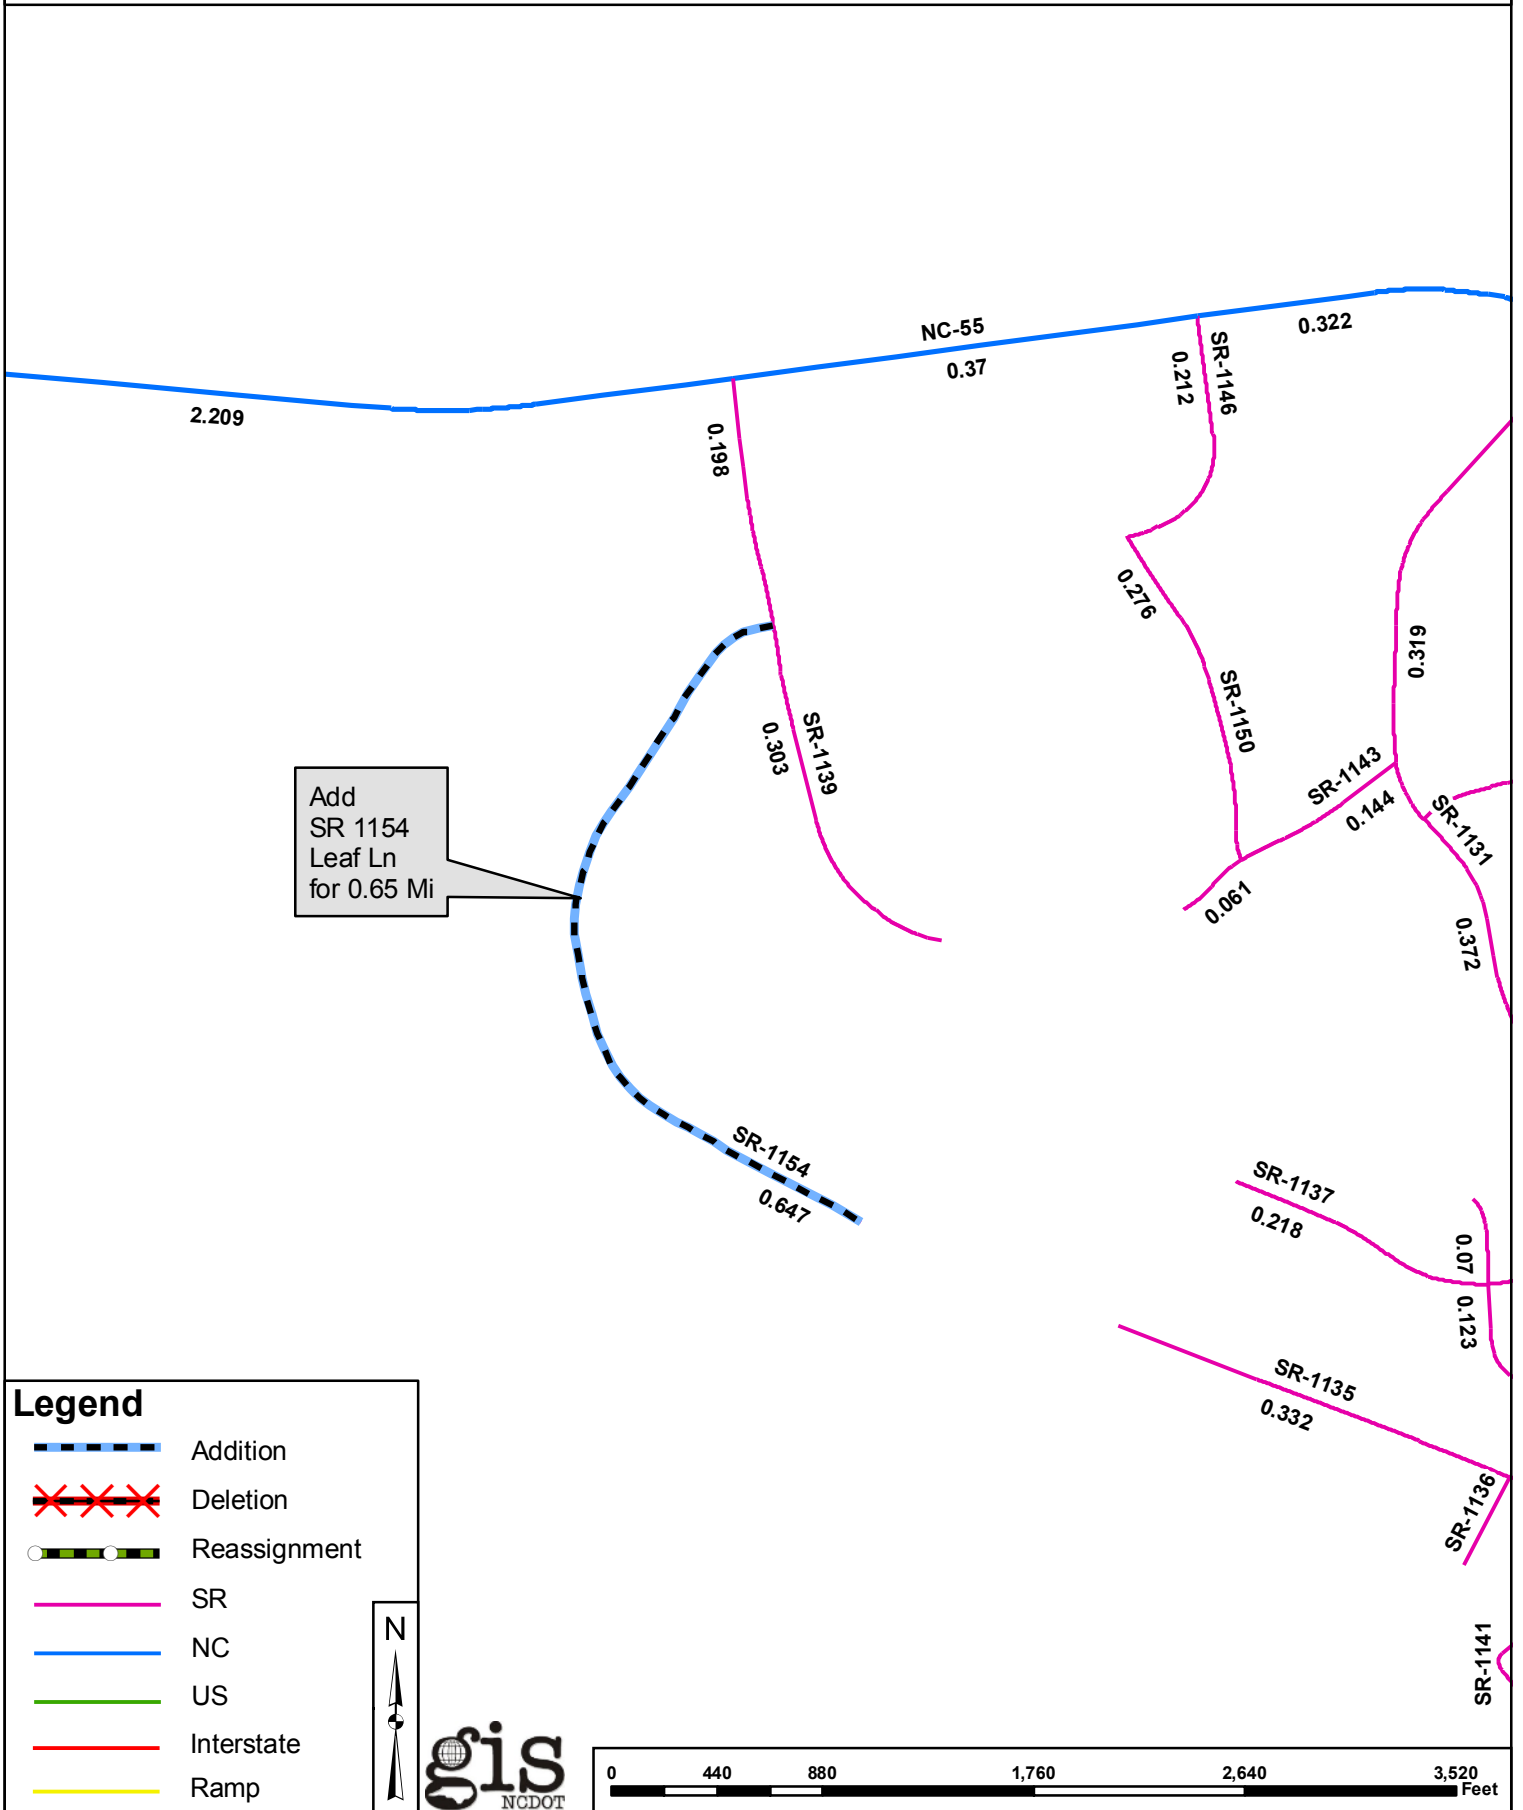 NC-55
0.37
0.322
2.209
SR-1146
0.212
0.198
0.276
0.319
SR-1150
SR-1139
0.303
SR-1143
0.144
SR-1131
0.061
0.372
Add
SR 1154
Leaf Ln
for 0.65 Mi
SR-1154
0.647
SR-1137
0.218
0.07
0.123
SR-1135
0.332
SR-1136
SR-1141
Legend
Addition
Deletion
Reassignment
SR
NC
US
Interstate
Ramp
N
gis
NCDOT
0 440 880 1,760 2,640 3,520
Feet